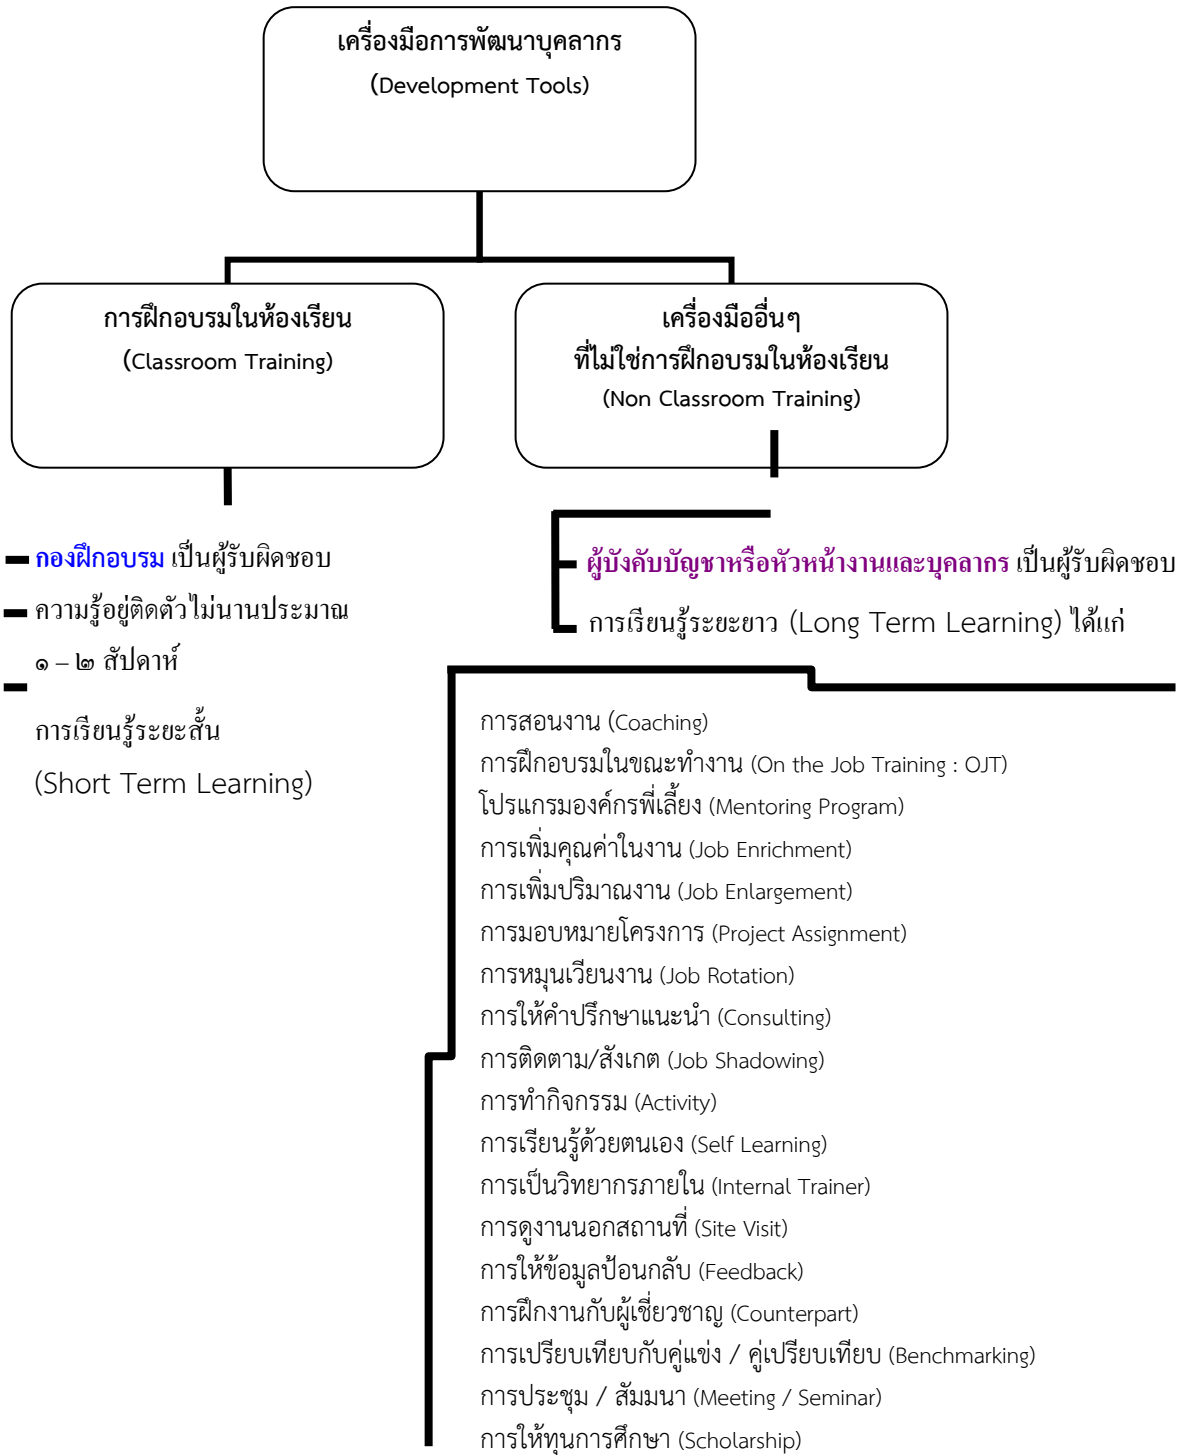 เครื่องมือการพัฒนาบุคลากร
(Development Tools)
การฝึกอบรมในห้องเรียน
(Classroom Training)
เครื่องมืออื่นๆ
ที่ไม่ใช่การฝึกอบรมในห้องเรียน
(Non Classroom Training)
กองฝึกอบรม เป็นผู้รับผิดชอบ
ความรู้อยู่ติดตัวไม่นานประมาณ
๑ – ๒ สัปดาห์
การเรียนรู้ระยะสั้น
(Short Term Learning)
ผู้บังคับบัญชาหรือหัวหน้างานและบุคลากร เป็นผู้รับผิดชอบ
การเรียนรู้ระยะยาว (Long Term Learning) ได้แก่
การสอนงาน (Coaching)
การฝึกอบรมในขณะทำงาน (On the Job Training : OJT)
โปรแกรมองค์กรพี่เลี้ยง (Mentoring Program)
การเพิ่มคุณค่าในงาน (Job Enrichment)
การเพิ่มปริมาณงาน (Job Enlargement)
การมอบหมายโครงการ (Project Assignment)
การหมุนเวียนงาน (Job Rotation)
การให้คำปรึกษาแนะนำ (Consulting)
การติดตาม/สังเกต (Job Shadowing)
การทำกิจกรรม (Activity)
การเรียนรู้ด้วยตนเอง (Self Learning)
การเป็นวิทยากรภายใน (Internal Trainer)
การดูงานนอกสถานที่ (Site Visit)
การให้ข้อมูลป้อนกลับ (Feedback)
การฝึกงานกับผู้เชี่ยวชาญ (Counterpart)
การเปรียบเทียบกับคู่แข่ง / คู่เปรียบเทียบ (Benchmarking)
การประชุม / สัมมนา (Meeting / Seminar)
การให้ทุนการศึกษา (Scholarship)